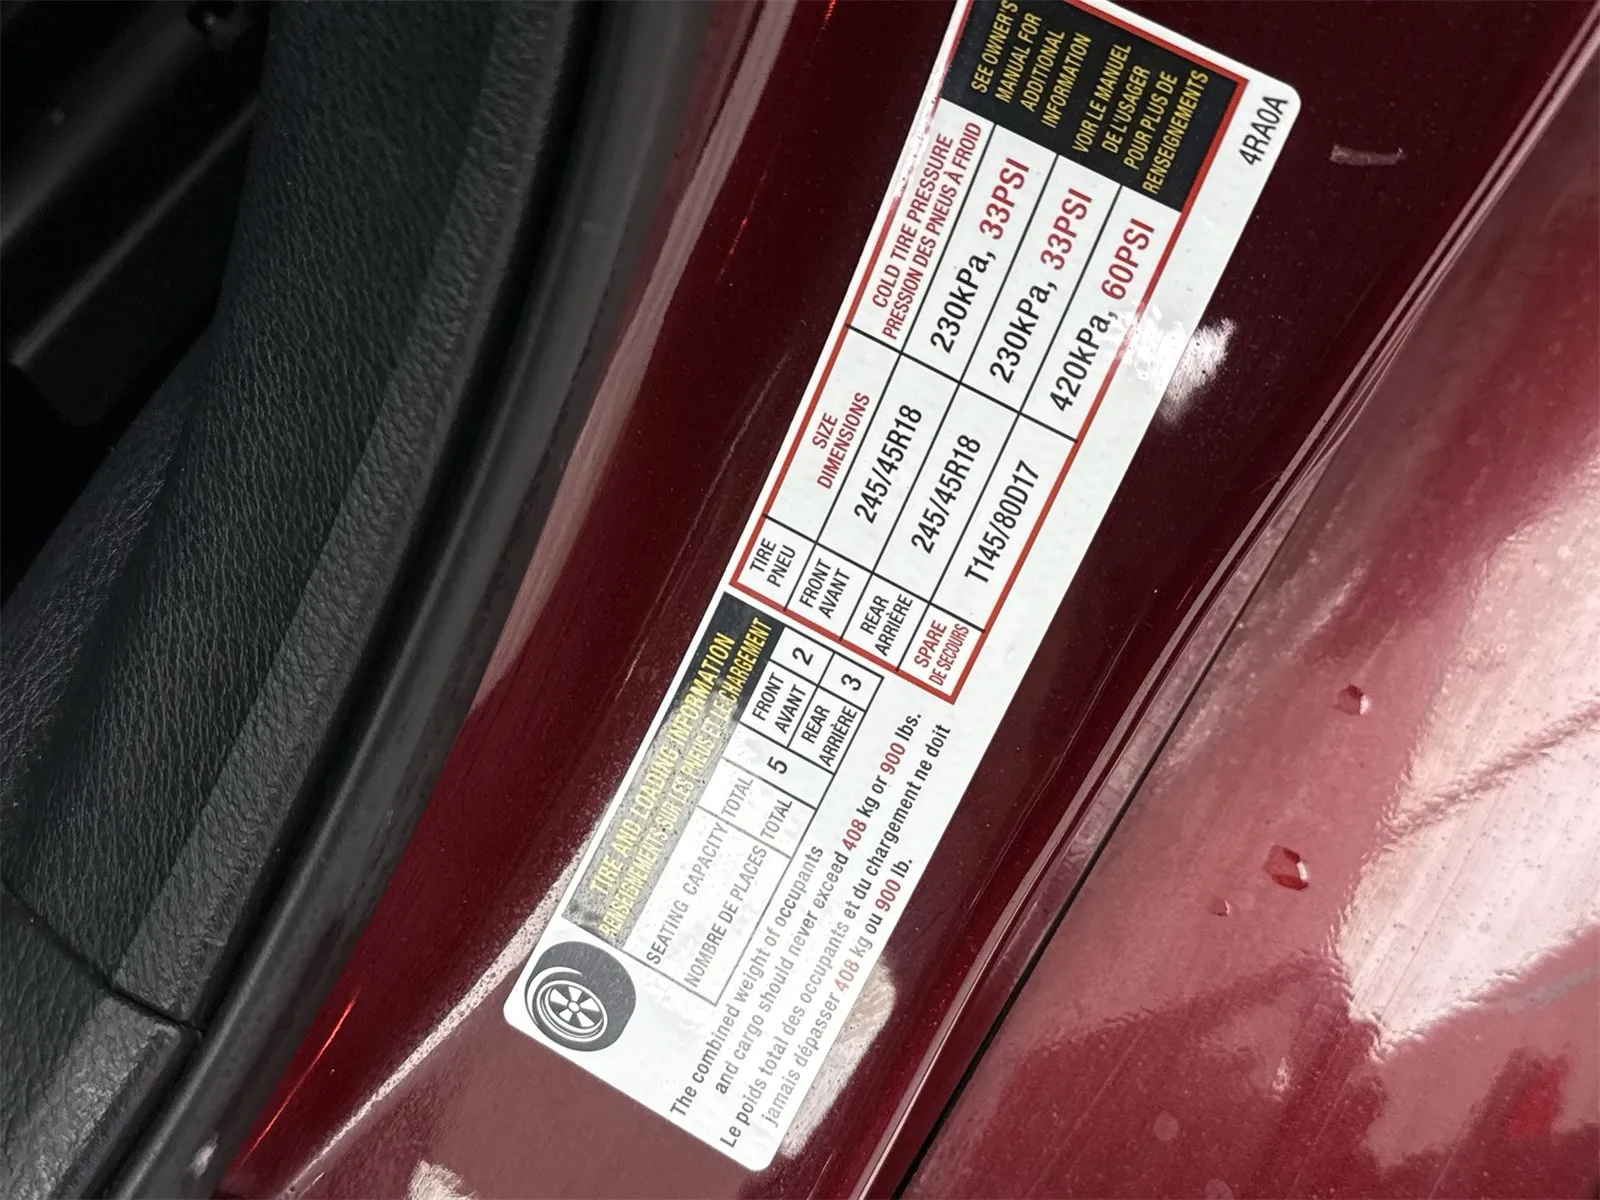 TIRE AND LOADING INFORMATION
RENSEIGNEMENTS SUR LES PNEUS ET LE CHARGEMENT
SEATING CAPACITY TOTAL 5 FRONT 2
AVANT
NOMBRE DE PLACES TOTAL REAR 3
ARRIÈRE
The combined weight of occupants
and cargo should never exceed 408 kg or 900 lbs.
Le poids total des occupants et du chargement ne doit
jamais dépasser 408 kg ou 900 lb.
TIRE SIZE COLD TIRE PRESSURE
PNEU DIMENSIONS PRESSION DES PNEUS À FROID
FRONT
AVANT 245/45R18 230kPa, 33PSI
REAR
ARRIÈRE 245/45R18 230kPa, 33PSI
SPARE
DE SECOURS T145/80D17 420kPa, 60PSI
SEE OWNER'S
MANUAL FOR
ADDITIONAL
INFORMATION
VOIR LE MANUEL
DE L'USAGER
POUR PLUS DE
RENSEIGNEMENTS
4RA0A